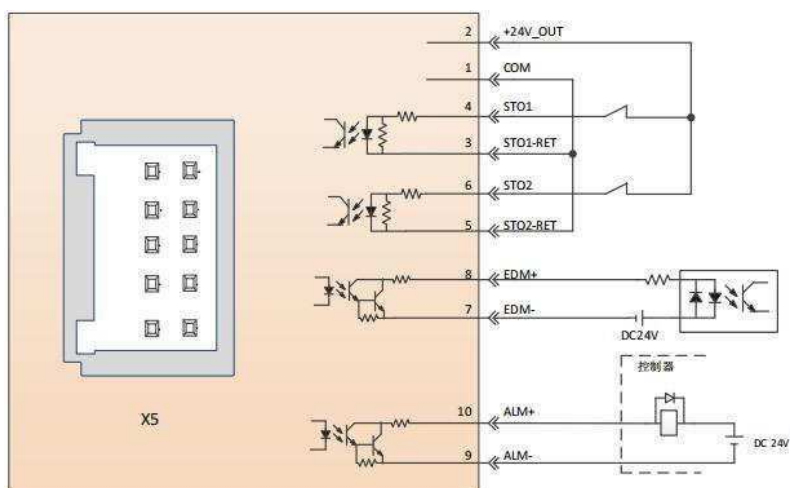 2 +24V_OUT
1 COM
4 STO1
3 STO1-RET
6 STO2
5 STO2-RET
8 EDM+
7 EDM-
DC24V
控制器
X5
10 ALM+
DC 24V
9 ALM-